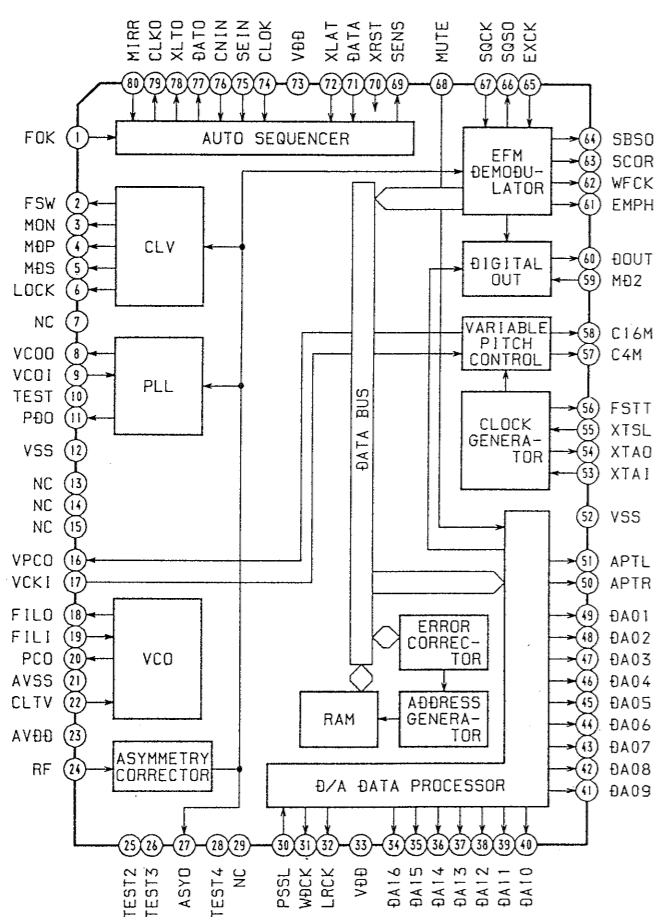 MIRR CLKO XLTO DATO CNIN SEIN CLOK VDD XLAT DATA XRST SENS MUTE SQCK SQSO EXCK
80 79 78 77 76 75 74 73 72 71 70 69 68 67 66 65
FOK 1
AUTO SEQUENCER
EFM
DEMODU-
LATOR
64 SBSO
63 SCOR
62 WFCK
61 EMPH
FSW 2
MON 3
MDP 4
MDS 5
LOCK 6
CLV
DIGITAL
OUT
60 DOUT
59 MD2
NC 7
VCOO 8
VCOI 9
TEST 10
PDO 11
PLL
VARIABLE
PITCH
CONTROL
58 C16M
57 C4M
CLOCK
GENERA-
TOR
56 FSTT
55 XTSL
54 XTAO
53 XTAI
DATA BUS
VSS 12
NC 13
NC 14
NC 15
52 VSS
VPCO 16
VCKI 17
51 APTL
50 APTR
FILO 18
FILI 19
PCO 20
AVSS 21
CLTV 22
VCO
ERROR
CORREC-
TOR
RAM
ADDRESS
GENERA-
TOR
49 DA01
48 DA02
47 DA03
46 DA04
45 DA05
44 DA06
43 DA07
42 DA08
41 DA09
AVDD 23
RF 24
ASYMMETRY
CORRECTOR
D/A DATA PROCESSOR
25 26 27 28 29 30 31 32 33 34 35 36 37 38 39 40
TEST2 TEST3 ASYO TEST4 NC PSSL WDCK LRCK VDD DA16 DA15 DA14 DA13 DA12 DA11 DA10